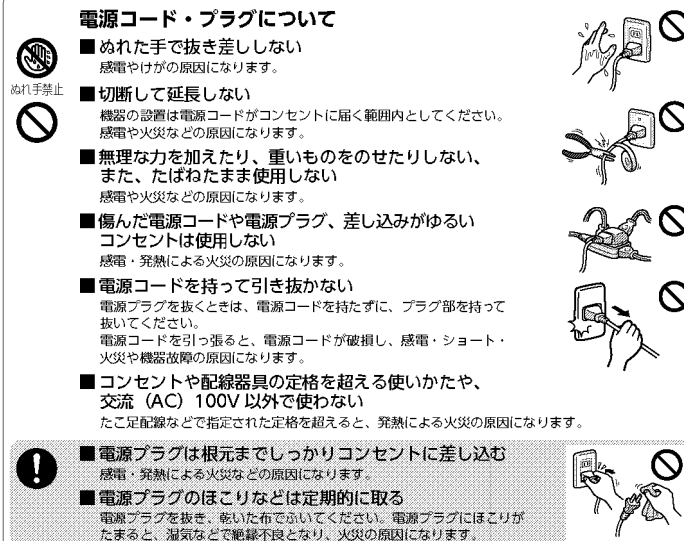 電源コード・プラグについて
■ぬれた手で抜き差ししない
感電やけがの原因になります。
ぬれ手禁止
■切断して延長しない
機器の設置は電源コードがコンセントに届く範囲内としてください。
感電や火災などの原因になります。
■無理な力を加えたり、重いものをのせたりしない、
また、たばねたまま使用しない
感電や火災などの原因になります。
■傷んだ電源コードや電源プラグ、差し込みがゆるい
コンセントは使用しない
感電・発熱による火災の原因になります。
■電源コードを持って引き抜かない
電源プラグを抜くときは、電源コードを持たずに、プラグ部を持って
抜いてください。
電源コードを引っ張ると、電源コードが破損し、感電・ショート・
火災や機器故障の原因になります。
■コンセントや配線器具の定格を超える使いかたや、
交流（AC）100V 以外で使わない
たこ足配線などで指定された定格を超えると、発熱による火災の原因になります。
■電源プラグは根元までしっかりコンセントに差し込む
感電・発熱による火災などの原因になります。
■電源プラグのほこりなどは定期的に取る
電源プラグを抜き、乾いた布でふいてください。電源プラグにほこりが
たまると、湿気などで絶縁不良となり、火災の原因になります。